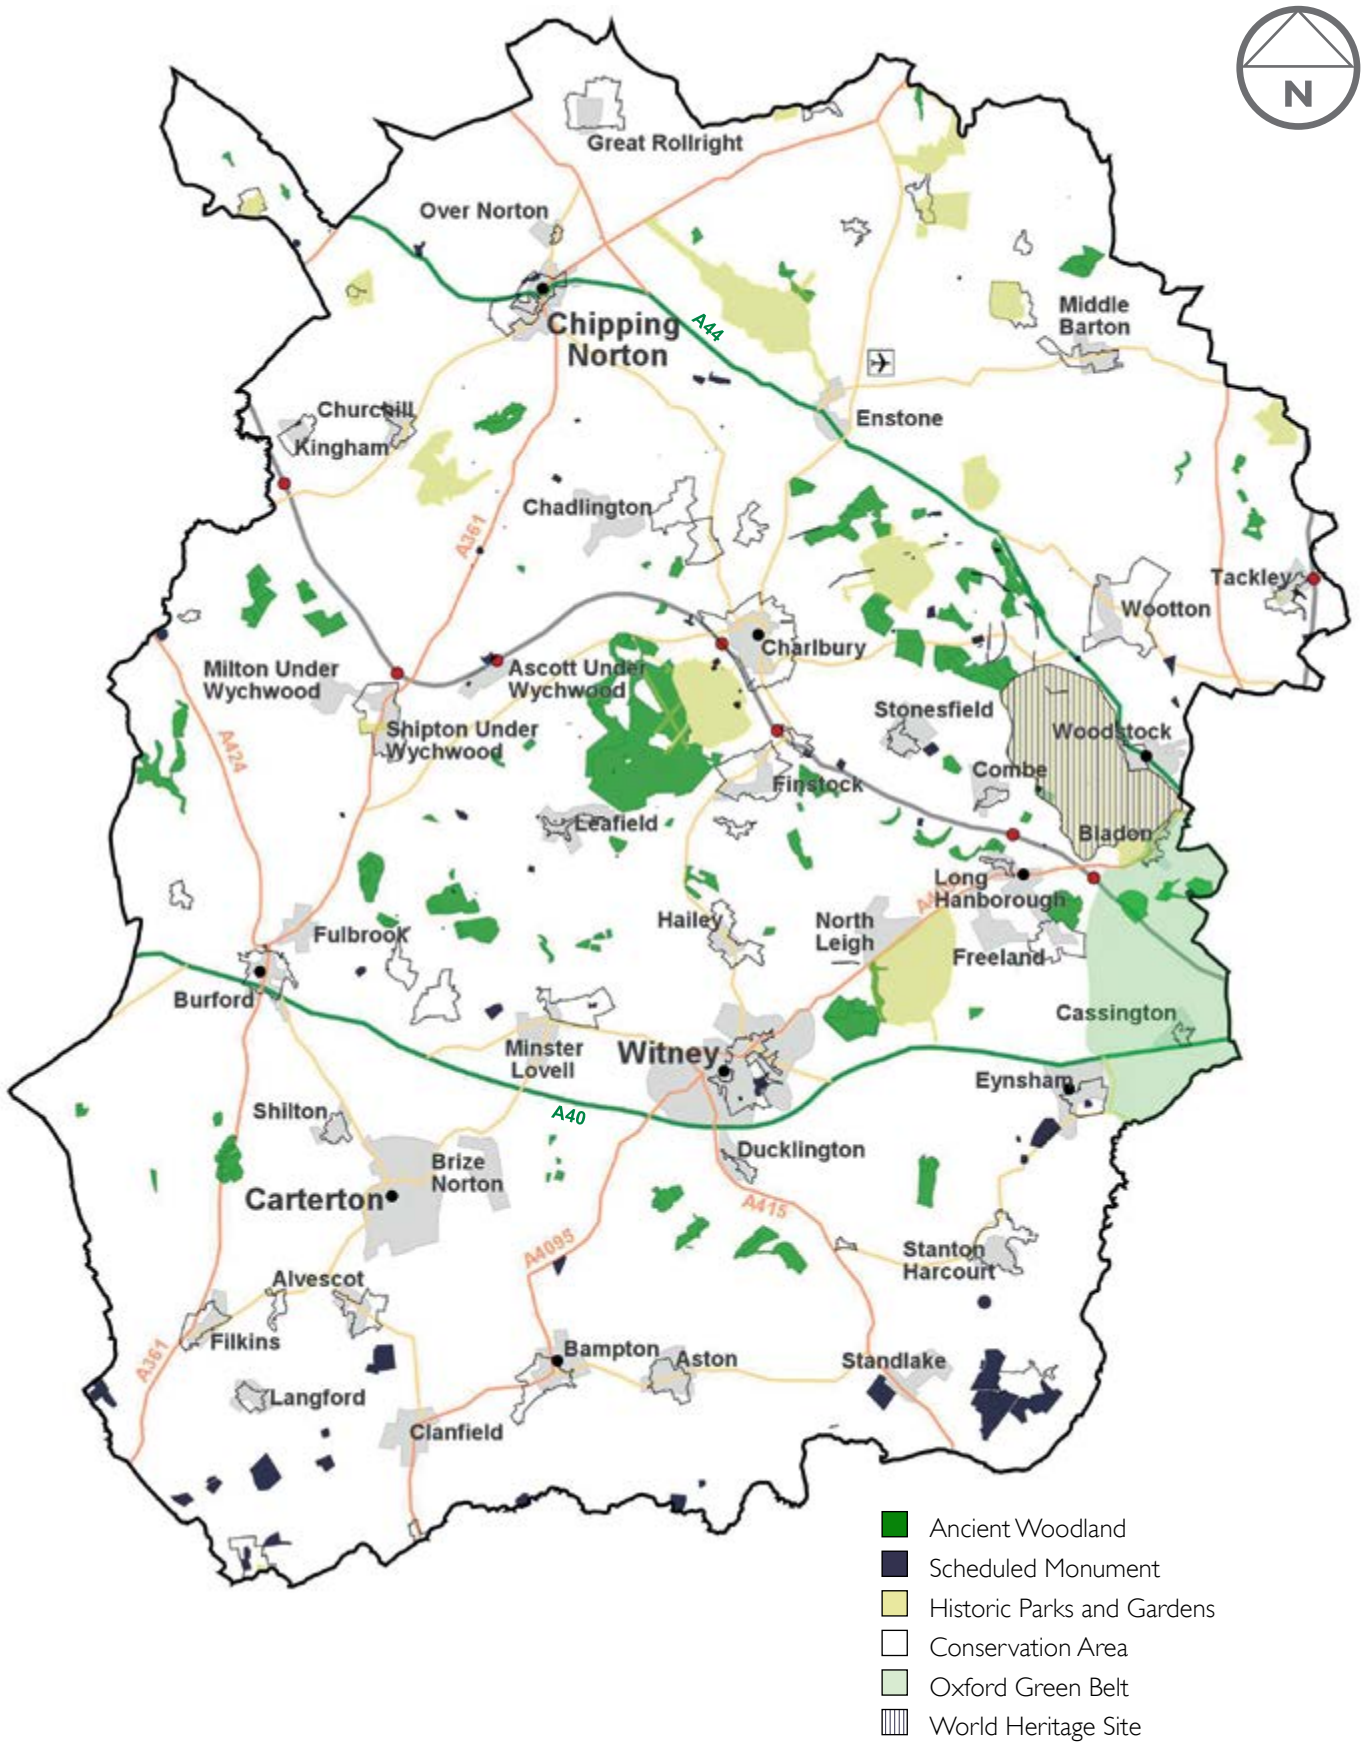 N
Great Rollright
Over Norton
Chipping
Norton
A44
Middle
Barton
Churchill
Kingham
Enstone
Chadlington
A361
Tackley
Wootton
Charlbury
Milton Under
Wychwood
Ascott Under
Wychwood
Shipton Under
Wychwood
A424
Stonesfield
Woodstock
Combe
Finstock
Leafield
Bladon
Long
Hanborough
Hailey
North
Leigh
Freeland
Fulbrook
Burford
Cassington
Minster
Lovell
Witney
Eynsham
A40
Shilton
Ducklington
Brize
Norton
Carterton
A415
A4095
Stanton
Harcourt
Alvescot
Filkins
A361
Bampton
Aston
Standlake
Langford
Clanfield
Ancient Woodland
Scheduled Monument
Historic Parks and Gardens
Conservation Area
Oxford Green Belt
World Heritage Site